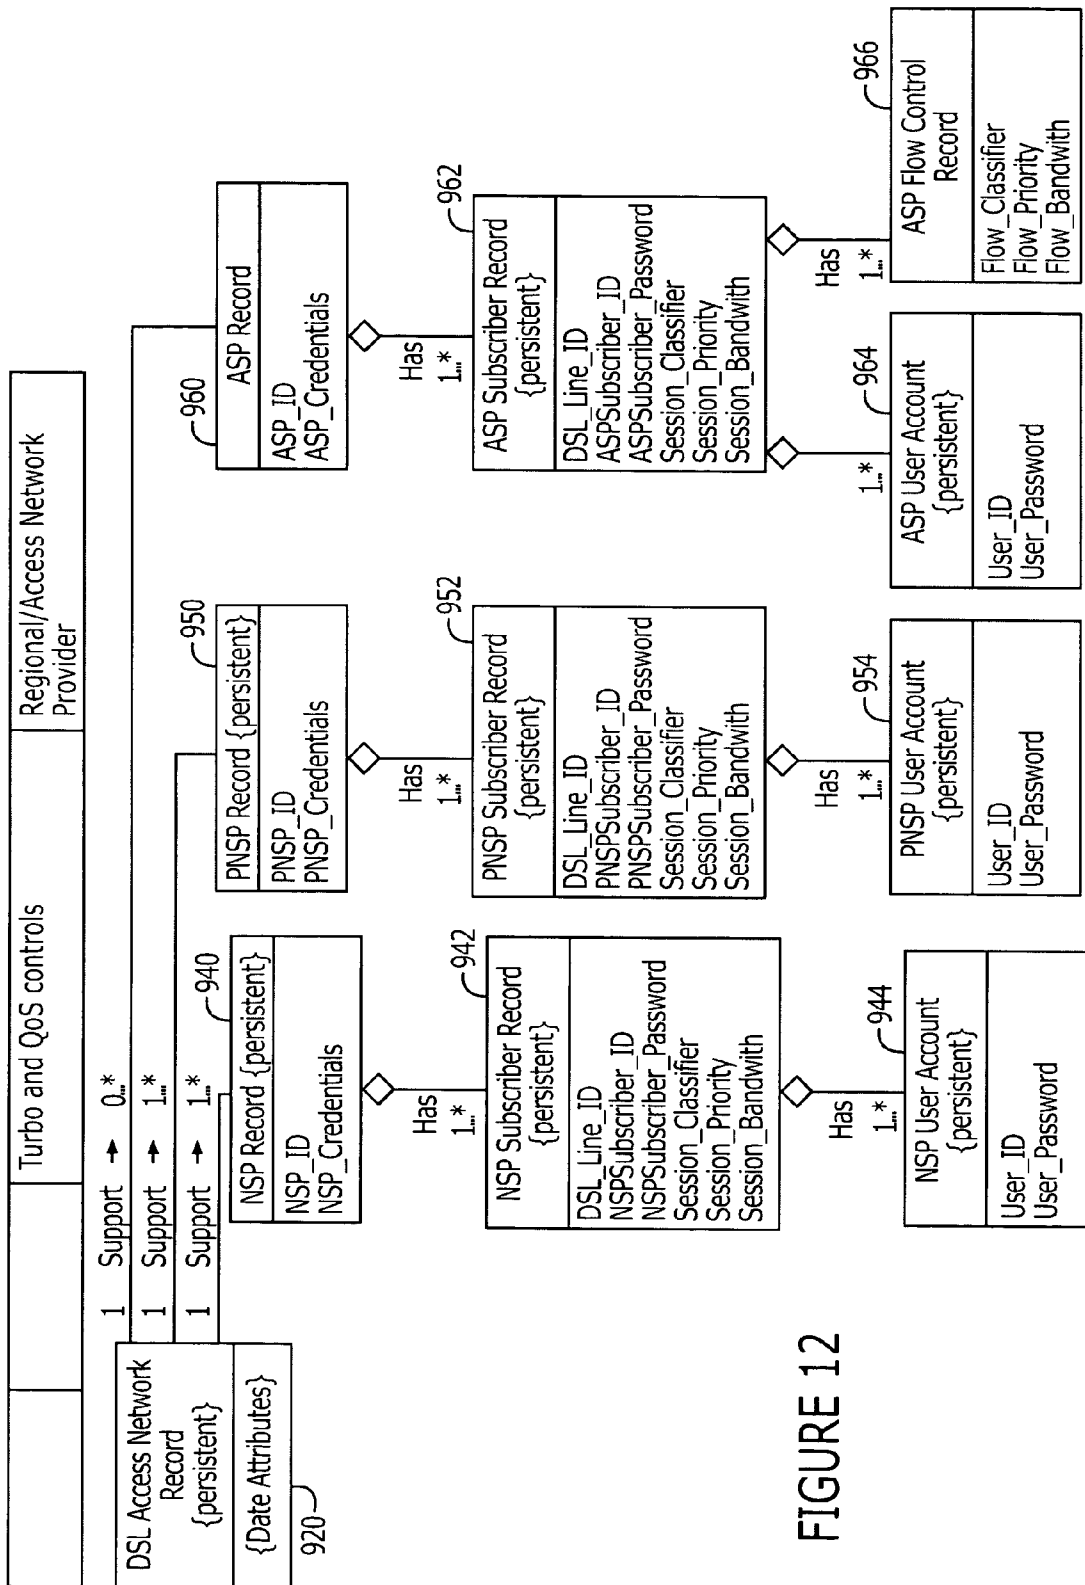 Turbo and QoS controls
Regional/Access Network
Provider
DSL Access Network
Record
{persistent}
{Date Attributes}
920
1 Support → 0...*
1 Support → 1...*
1 Support → 1...*
NSP Record {persistent}
NSP_ID
NSP_Credentials
940
Has
1...*
NSP Subscriber Record
{persistent}
DSL_Line_ID
NSPSubscriber_ID
NSPSubscriber_Password
Session_Classifier
Session_Priority
Session_Bandwith
942
Has
1...*
NSP User Account
{persistent}
User_ID
User_Password
944
PNSP Record {persistent}
PNSP_ID
PNSP_Credentials
950
Has
1...*
PNSP Subscriber Record
{persistent}
DSL_Line_ID
PNSPSubscriber_ID
PNSPSubscriber_Password
Session_Classifier
Session_Priority
Session_Bandwith
952
Has
1...*
PNSP User Account
{persistent}
User_ID
User_Password
954
960
ASP Record
ASP_ID
ASP_Credentials
Has
1...*
ASP Subscriber Record
{persistent}
DSL_Line_ID
ASPSubscriber_ID
ASPSubscriber_Password
Session_Classifier
Session_Priority
Session_Bandwith
962
1...*
ASP User Account
{persistent}
User_ID
User_Password
964
Has
1...*
ASP Flow Control
Record
Flow_Classifier
Flow_Priority
Flow_Bandwith
966
FIGURE 12